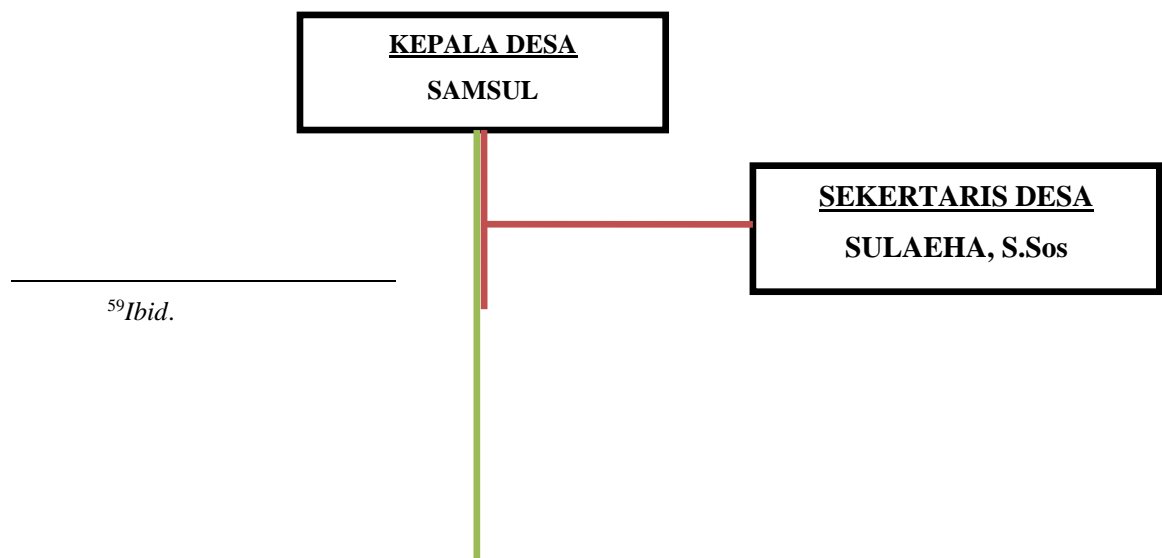 KEPALA DESA
SAMSUL
SEKERTARIS DESA
SULAEHA, S.Sos
59Ibid.